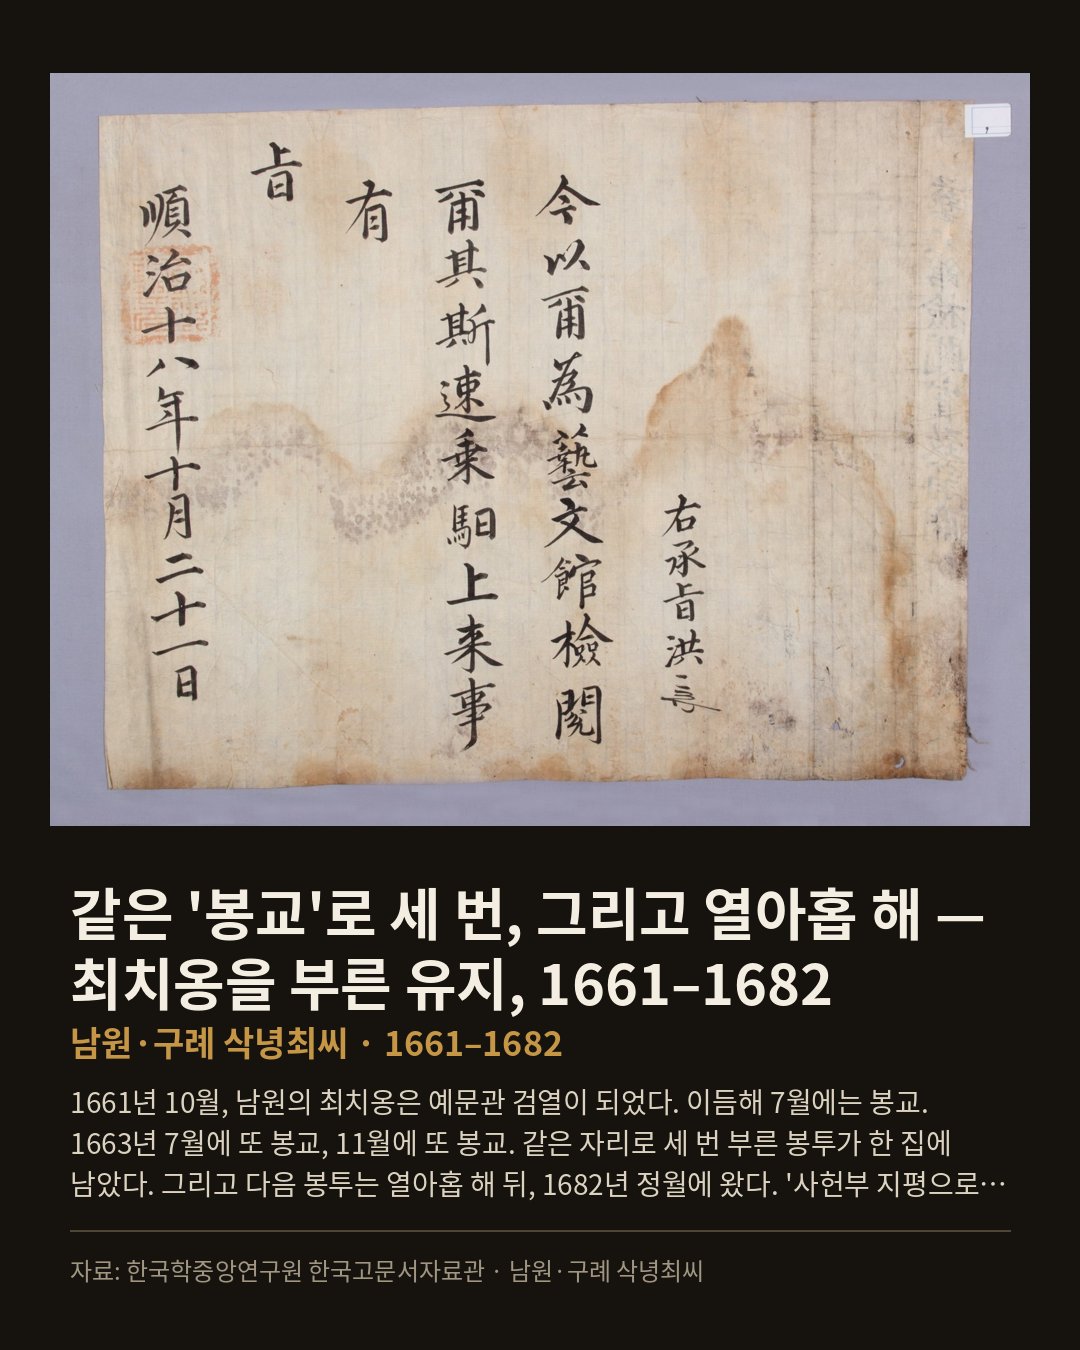 右承旨洪
今以爾為藝文館檢閱
爾其斯速乗馹上来事
有
旨
順治十八年十月二十一日
같은 '봉교'로 세 번, 그리고 열아홉 해 —
최치옹을 부른 유지, 1661–1682
남원·구례 삭녕최씨 · 1661–1682
1661년 10월, 남원의 최치옹은 예문관 검열이 되었다. 이듬해 7월에는 봉교.
1663년 7월에 또 봉교, 11월에 또 봉교. 같은 자리로 세 번 부른 봉투가 한 집에
남았다. 그리고 다음 봉투는 열아홉 해 뒤, 1682년 정월에 왔다. '사헌부 지평으로…
자료: 한국학중앙연구원 한국고문서자료관 · 남원·구례 삭녕최씨